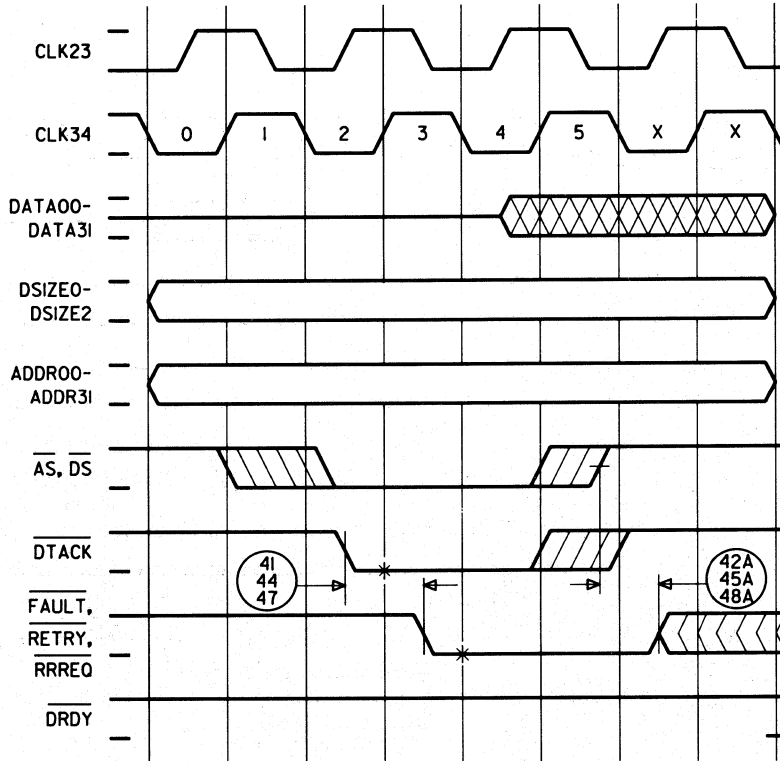 CLK23
CLK34
0 1 2 3 4 5 X X
DATA00-
DATA31
DSIZE0-
DSIZE2
ADDR00-
ADDR31
AS, DS
DTACK
41
44
47
42A
45A
48A
FAULT,
RETRY,
RRREQ
DRDY